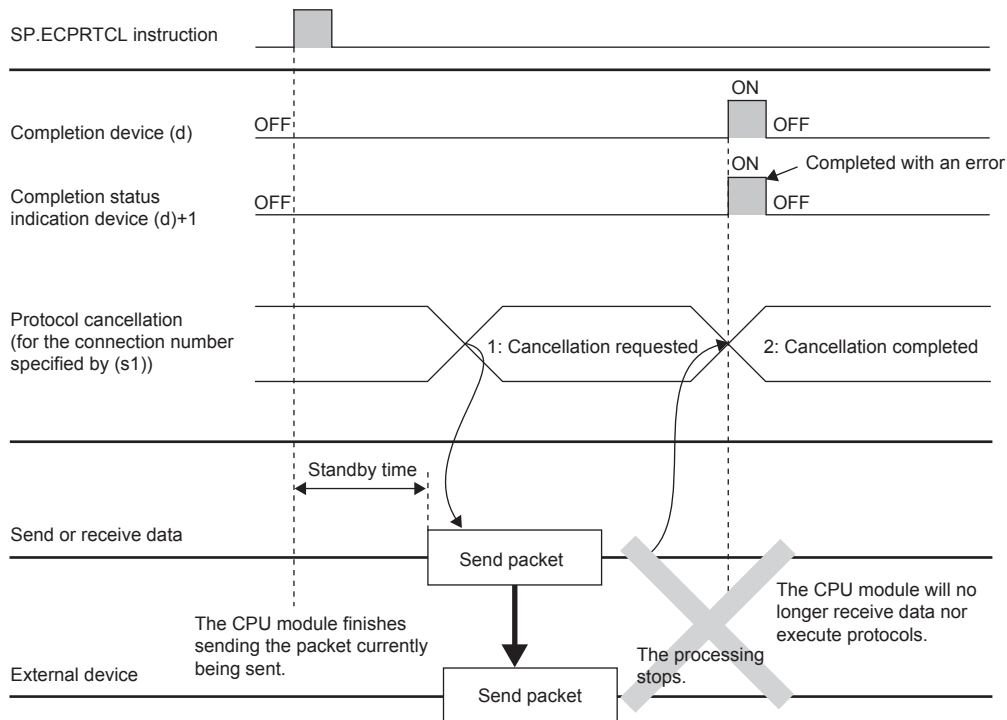 SP.ECPRTCL instruction
ON
Completion device (d)
OFF
OFF
ON
Completed with an error
Completion status
indication device (d)+1
OFF
OFF
Protocol cancellation
(for the connection number
specified by (s1))
1: Cancellation requested
2: Cancellation completed
Standby time
Send or receive data
Send packet
The CPU module will no
longer receive data nor
execute protocols.
The CPU module finishes
sending the packet currently
being sent.
The processing
stops.
External device
Send packet